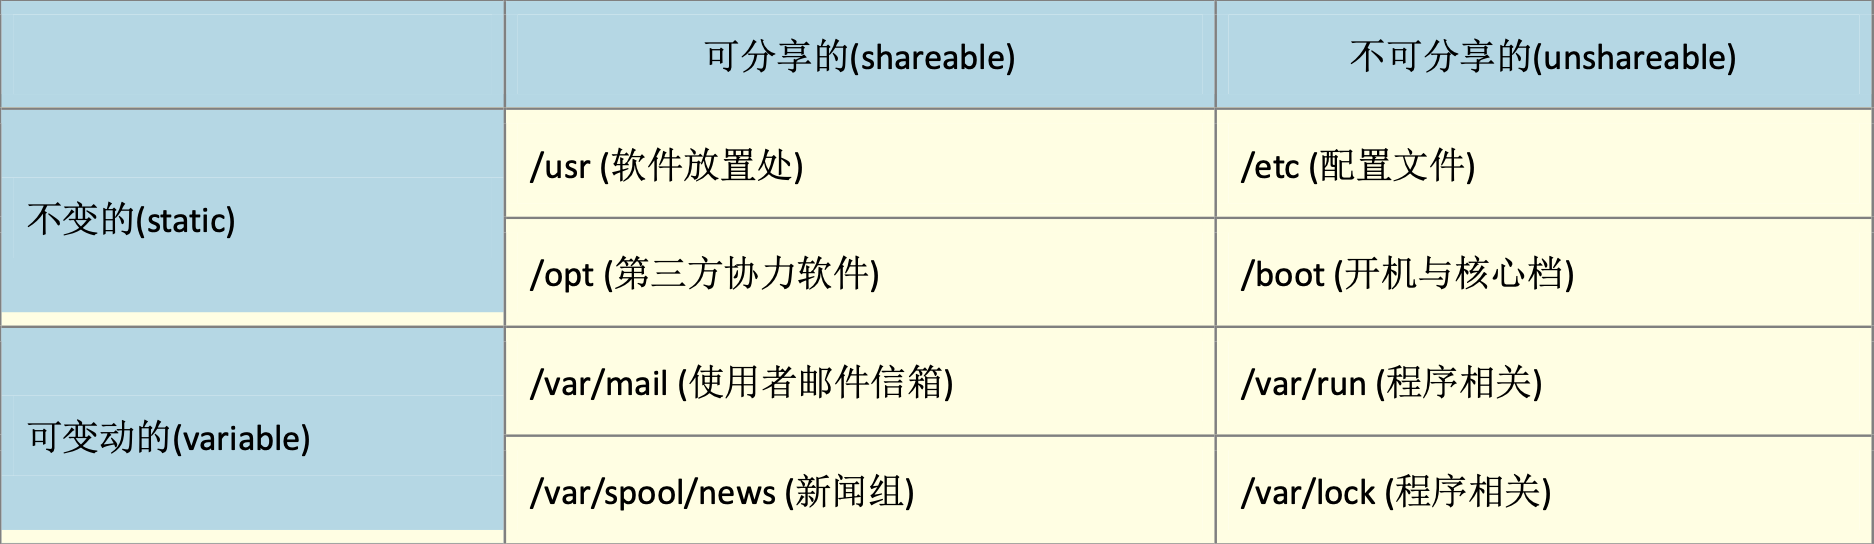 可分享的(shareable) 不可分享的(unshareable)
不变的(static) /usr (软件放置处) /etc (配置文件)
/opt (第三方协力软件) /boot (开机与核心档)
可变动的(variable) /var/mail (使用者邮件信箱) /var/run (程序相关)
/var/spool/news (新闻组) /var/lock (程序相关)